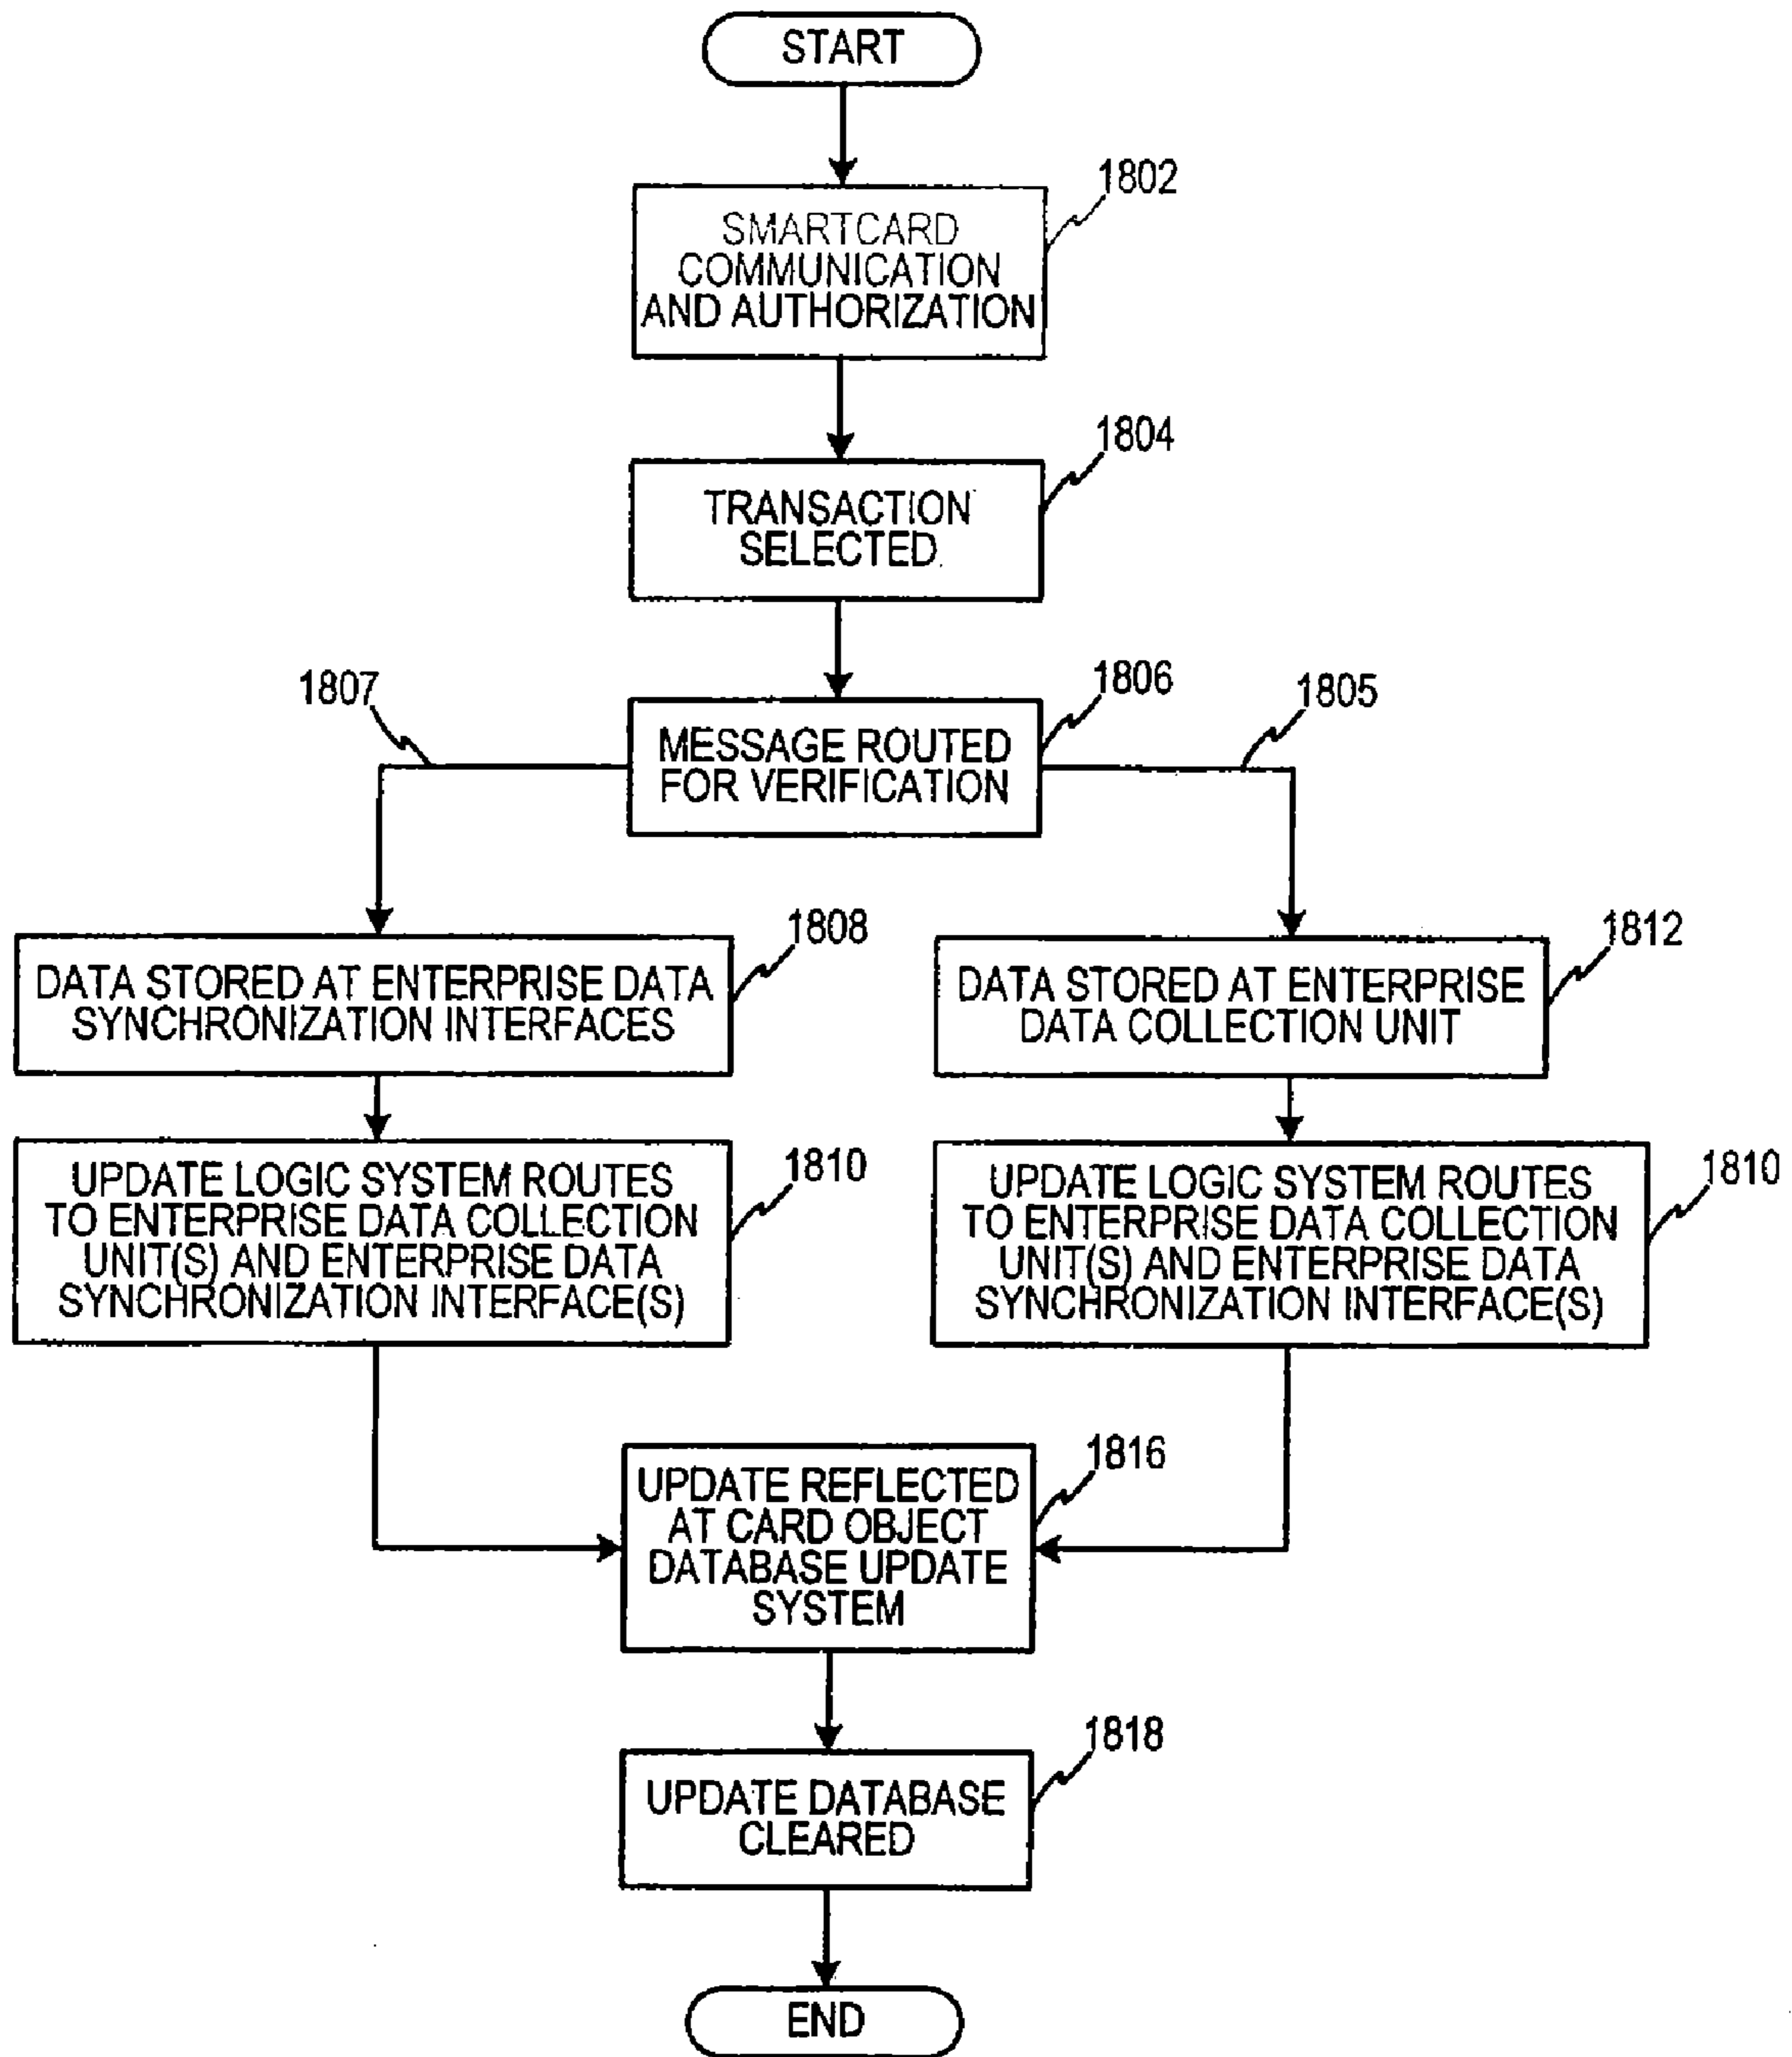 START
1802
SMARTCARD
COMMUNICATION
AND AUTHORIZATION
1804
TRANSACTION
SELECTED
1807
1806
1805
MESSAGE ROUTED
FOR VERIFICATION
1808
DATA STORED AT ENTERPRISE DATA
SYNCHRONIZATION INTERFACES
1812
DATA STORED AT ENTERPRISE
DATA COLLECTION UNIT
1810
UPDATE LOGIC SYSTEM ROUTES
TO ENTERPRISE DATA COLLECTION
UNIT(S) AND ENTERPRISE DATA
SYNCHRONIZATION INTERFACE(S)
1810
UPDATE LOGIC SYSTEM ROUTES
TO ENTERPRISE DATA COLLECTION
UNIT(S) AND ENTERPRISE DATA
SYNCHRONIZATION INTERFACE(S)
1816
UPDATE REFLECTED
AT CARD OBJECT
DATABASE UPDATE
SYSTEM
1818
UPDATE DATABASE
CLEARED
END